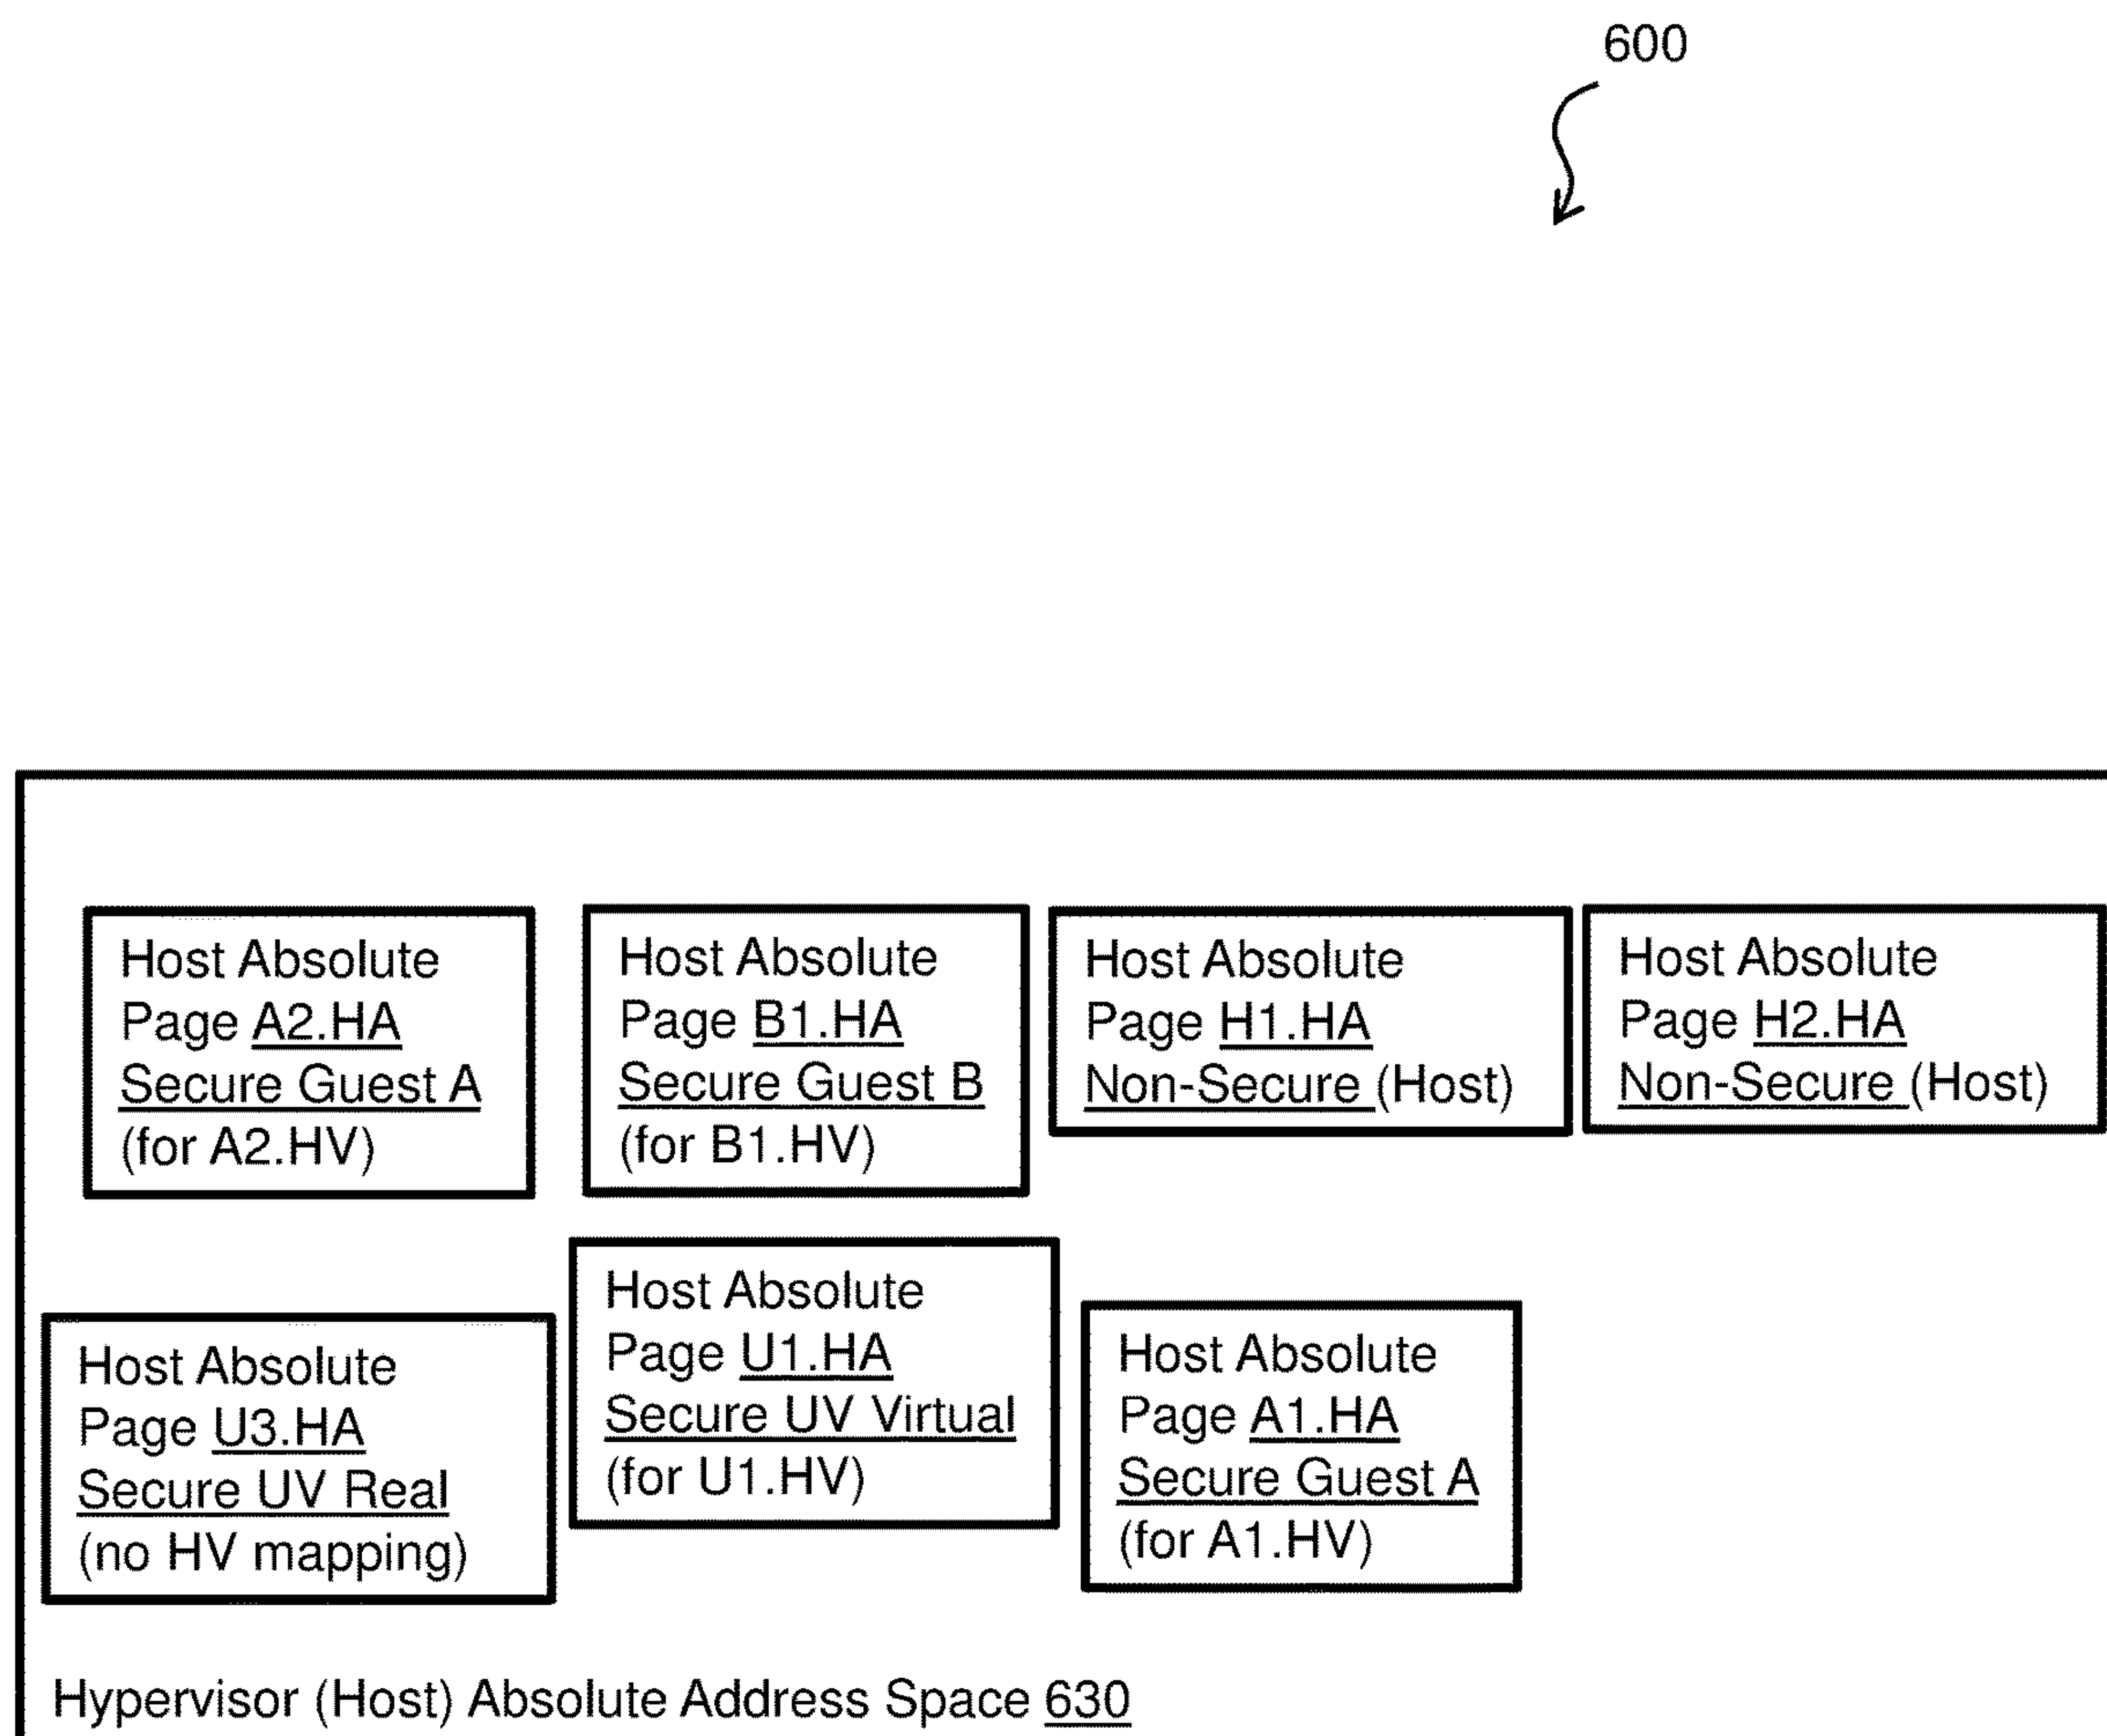 600
Host Absolute
Page A2.HA
Secure Guest A
(for A2.HV)
Host Absolute
Page B1.HA
Secure Guest B
(for B1.HV)
Host Absolute
Page H1.HA
Non-Secure (Host)
Host Absolute
Page H2.HA
Non-Secure (Host)
Host Absolute
Page U3.HA
Secure UV Real
(no HV mapping)
Host Absolute
Page U1.HA
Secure UV Virtual
(for U1.HV)
Host Absolute
Page A1.HA
Secure Guest A
(for A1.HV)
Hypervisor (Host) Absolute Address Space 630